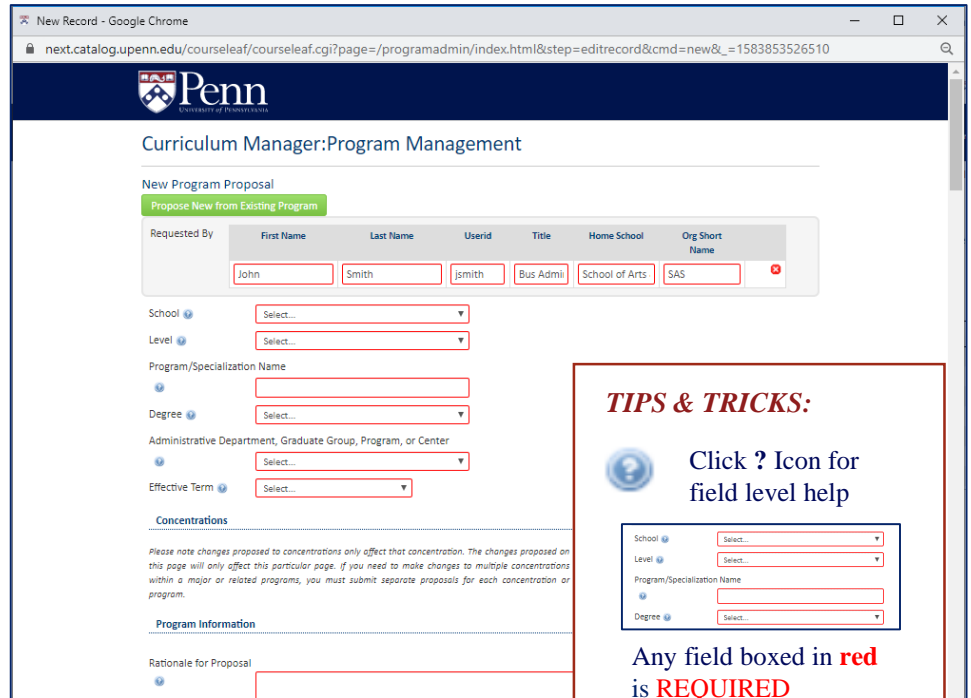 New Record - Google Chrome
next.catalog.upenn.edu/courseleaf/courseleaf.cgi?page=/programadmin/index.html&step=editrecord&cmd=new&_=1583853526510
Penn
UNIVERSITY of PENNSYLVANIA
Curriculum Manager:Program Management
New Program Proposal
Propose New from Existing Program
Requested By First Name Last Name Userid Title Home School Org Short
Name
John Smith jsmith Bus Admi School of Arts SAS
School ? Select...
Level ? Select...
Program/Specialization Name
?
Degree ? Select...
Administrative Department, Graduate Group, Program, or Center
? Select...
Effective Term ? Select...
Concentrations
Please note changes proposed to concentrations only affect that concentration. The changes proposed on
this page will only affect this particular page. If you need to make changes to multiple concentrations
within a major or related programs, you must submit separate proposals for each concentration or
program.
Program Information
Rationale for Proposal
?
TIPS & TRICKS:
? Click ? Icon for
field level help
School ? Select...
Level ? Select...
Program/Specialization Name
?
Degree ? Select...
Any field boxed in red
is REQUIRED